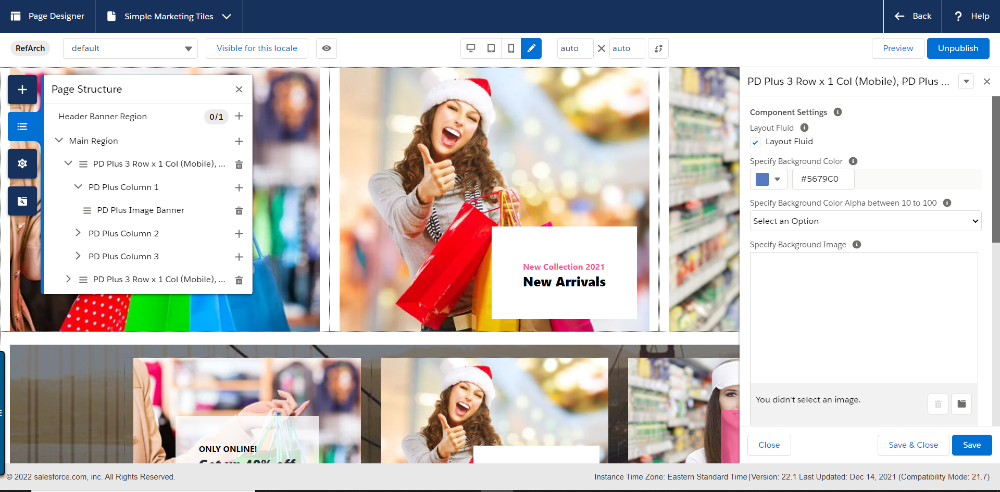 Page Designer
Simple Marketing Tiles
Back
? Help
RefArch
default
Visible for this locale
auto
auto
Preview
Unpublish
Page Structure
Header Banner Region
0/1
Main Region
PD Plus 3 Row x 1 Col (Mobile), ...
PD Plus Column 1
PD Plus Image Banner
PD Plus Column 2
PD Plus Column 3
PD Plus 3 Row x 1 Col (Mobile), ...
New Collection 2021
New Arrivals
ONLY ONLINE!
Get up 40% off
PD Plus 3 Row x 1 Col (Mobile), PD Plus ...
Component Settings
Layout Fluid
Layout Fluid
Specify Background Color
#5679C0
Specify Background Color Alpha between 10 to 100
Select an Option
Specify Background Image
You didn't select an image.
Close
Save & Close
Save
© 2022 salesforce.com, inc. All Rights Reserved.
Instance Time Zone: Eastern Standard Time|Version: 22.1 Last Updated: Dec 14, 2021 (Compatibility Mode: 21.7)